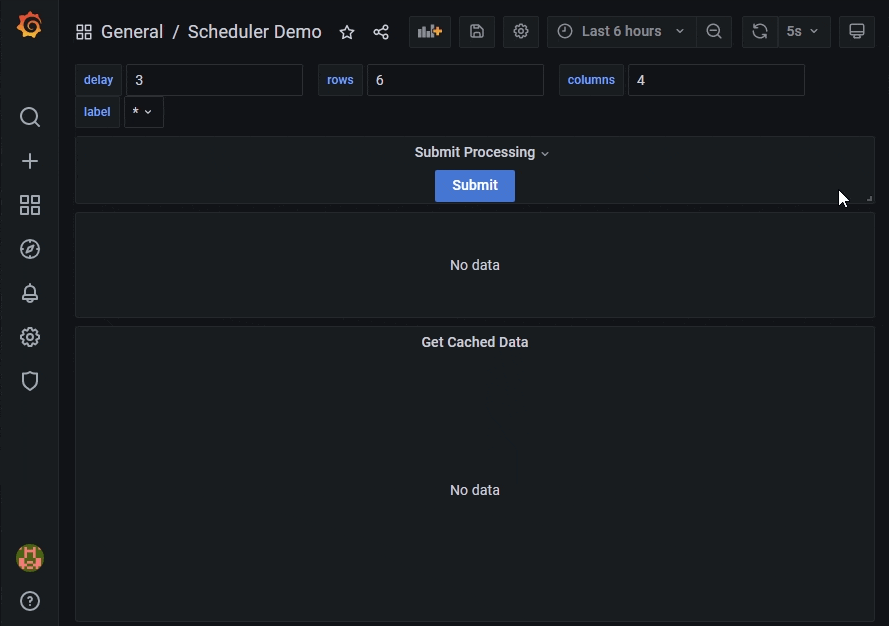 General / Scheduler Demo
Last 6 hours
5s
delay 3
rows 6
columns 4
label *
Submit Processing
Submit
No data
Get Cached Data
No data